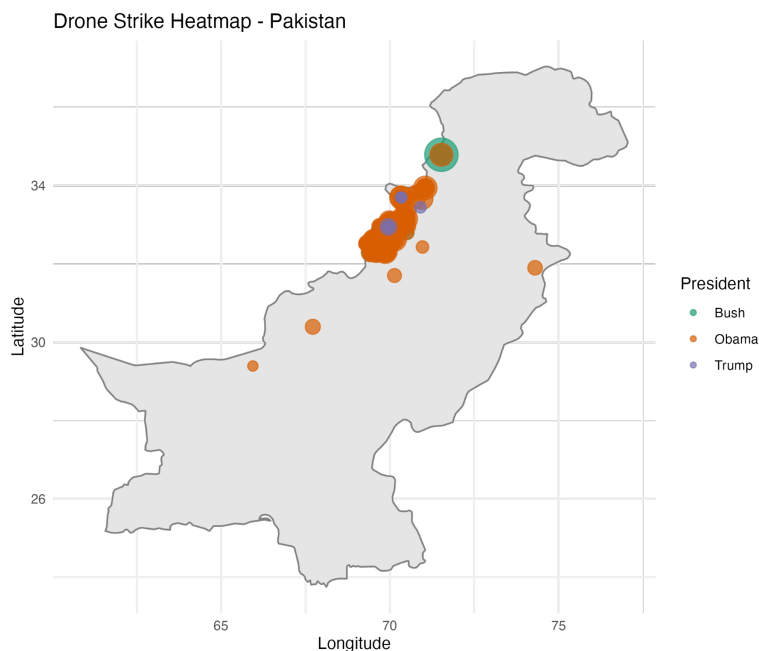 Drone Strike Heatmap - Pakistan
34
30
26
Latitude
65
70
75
Longitude
President
Bush
Obama
Trump